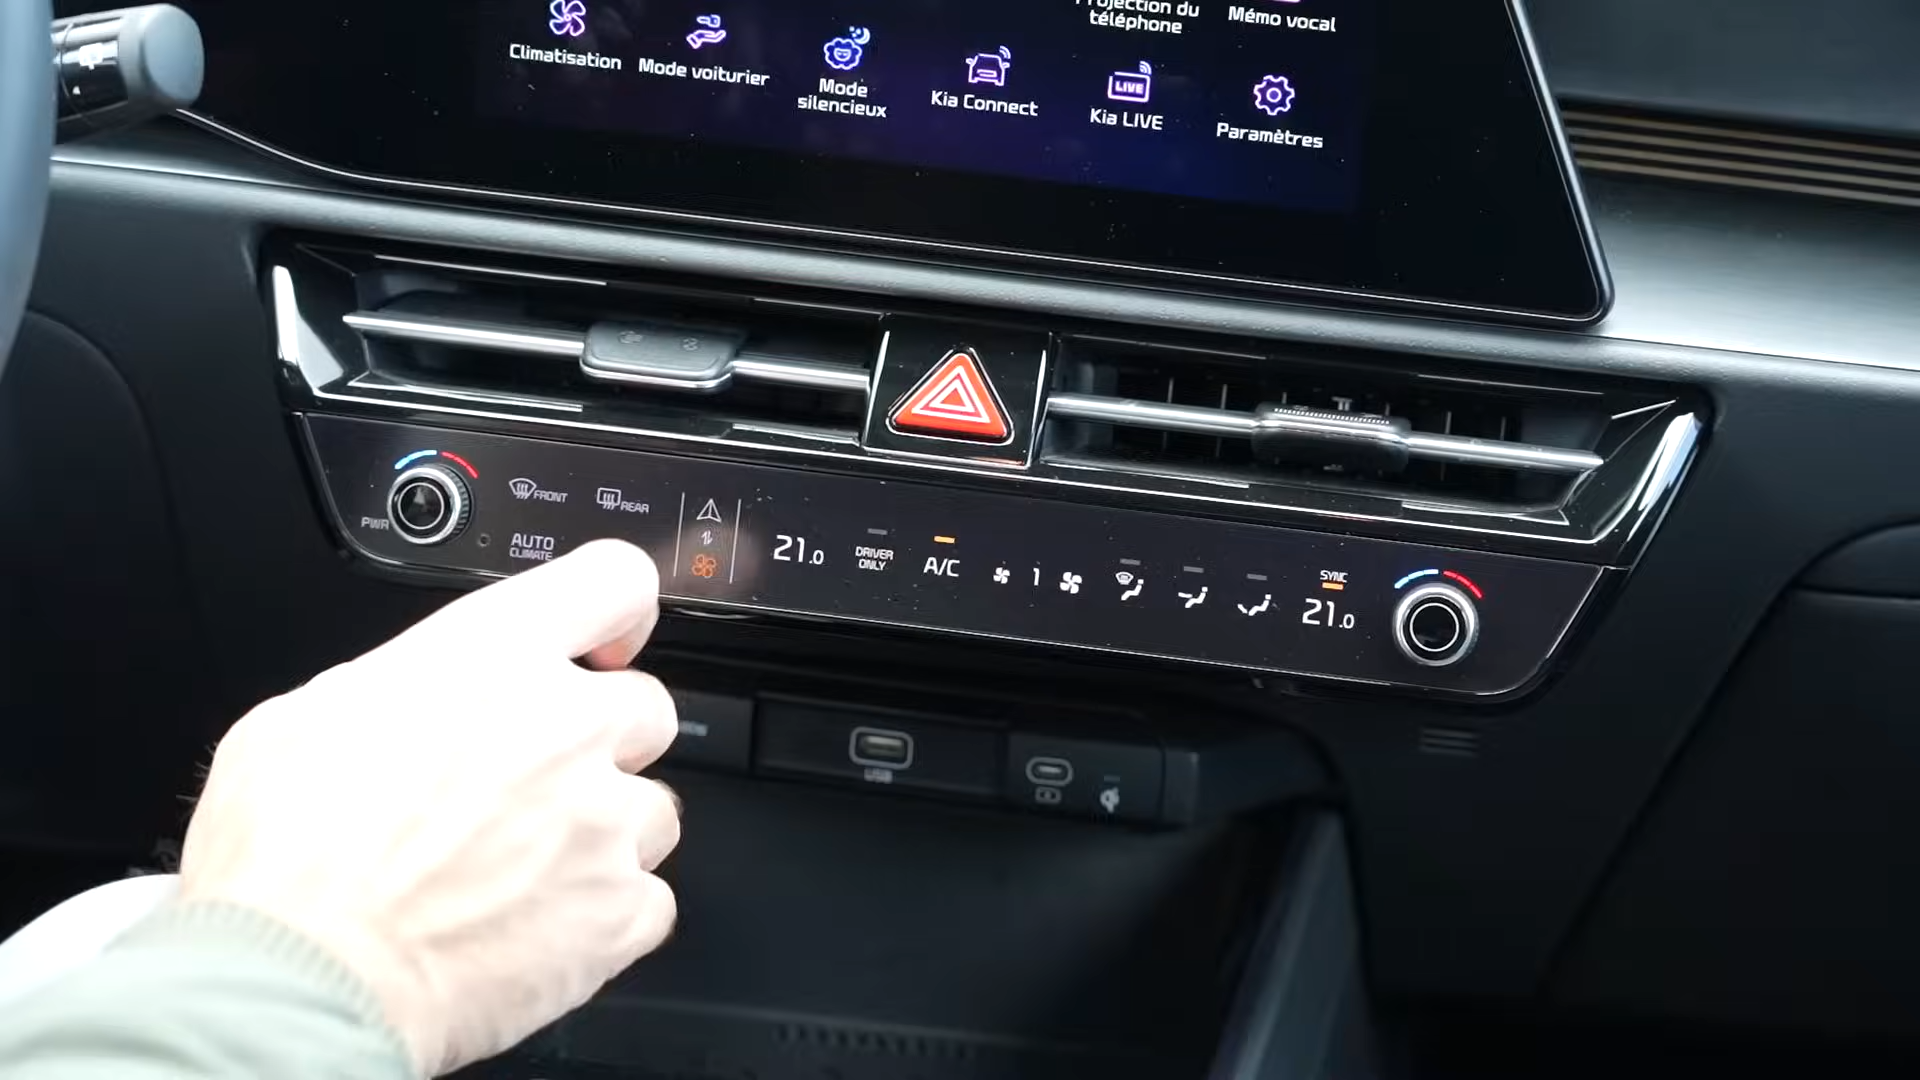 Projection du
téléphone
Mémo vocal
Climatisation
Mode voiturier
Mode
silencieux
Kia Connect
LIVE
Kia LIVE
Paramètres
PWR
FRONT
REAR
AUTO
CLIMATE
21.0
DRIVER
ONLY
A/C
1
SYNC
21.0
USB